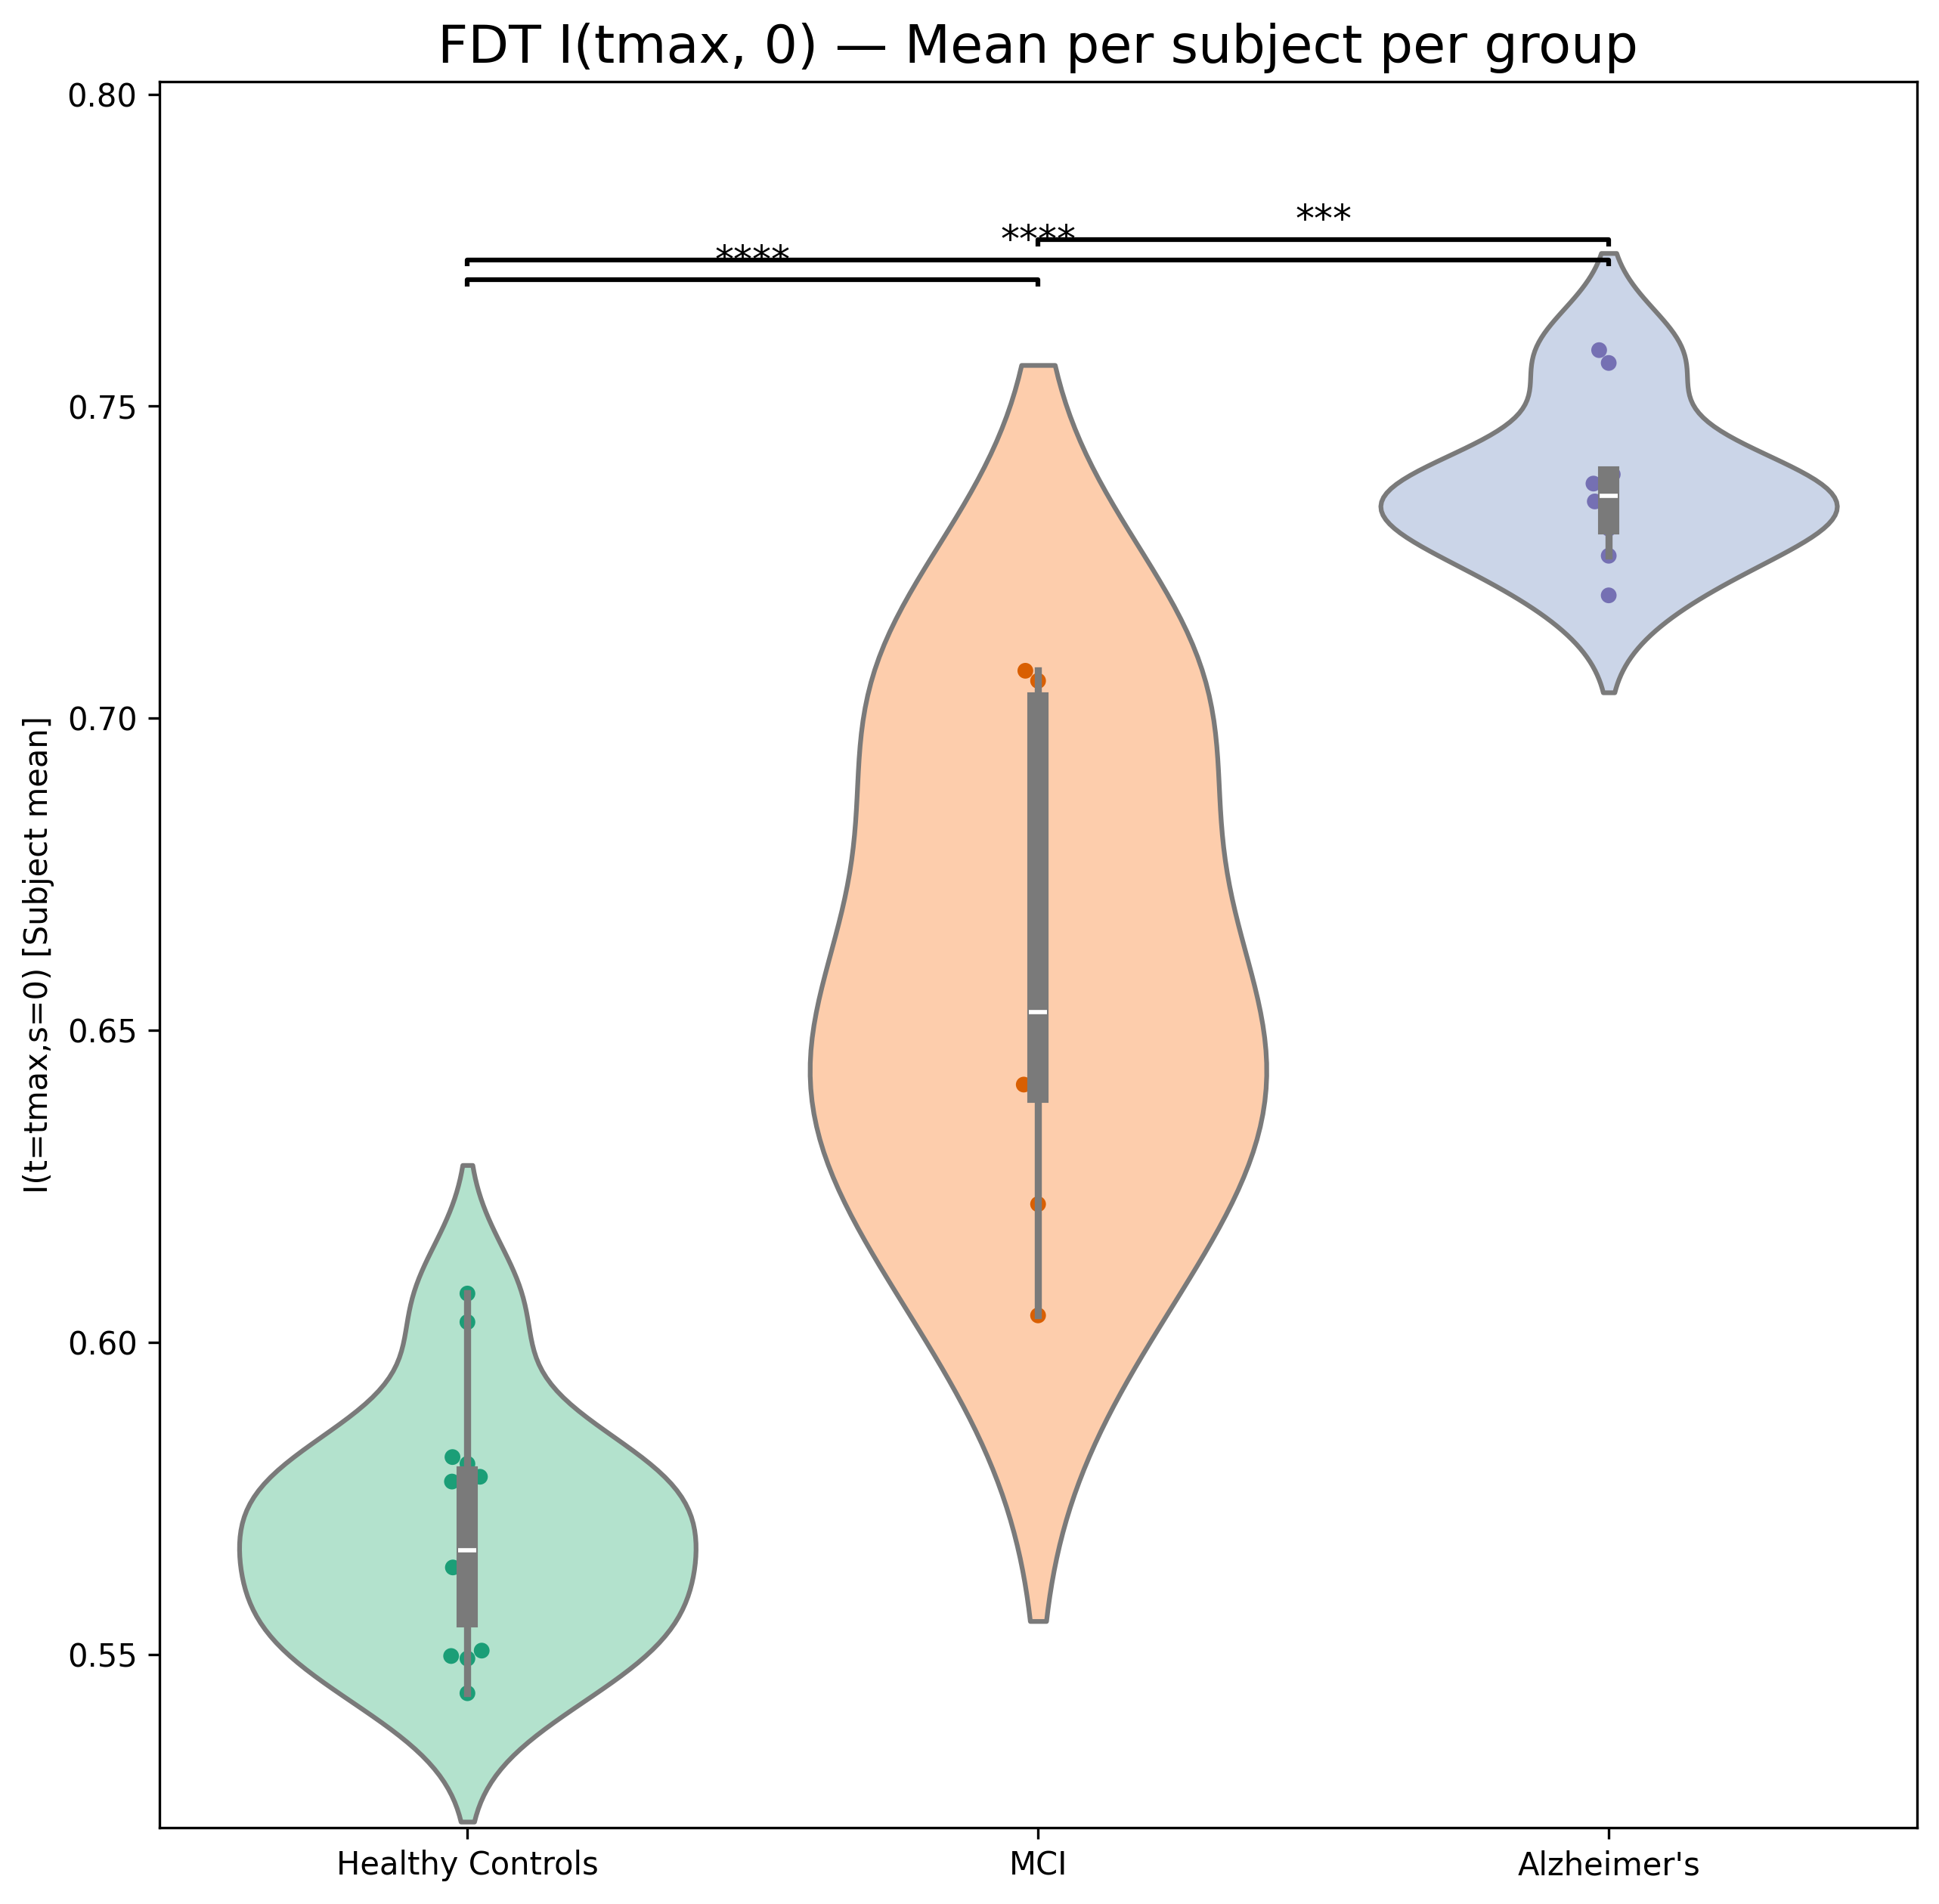 FDT I(tmax, 0) — Mean per subject per group
0.80
***
****
****
0.75
0.70
0.65
0.60
0.55
I(t=tmax,s=0) [Subject mean]
Healthy Controls
MCI
Alzheimer's